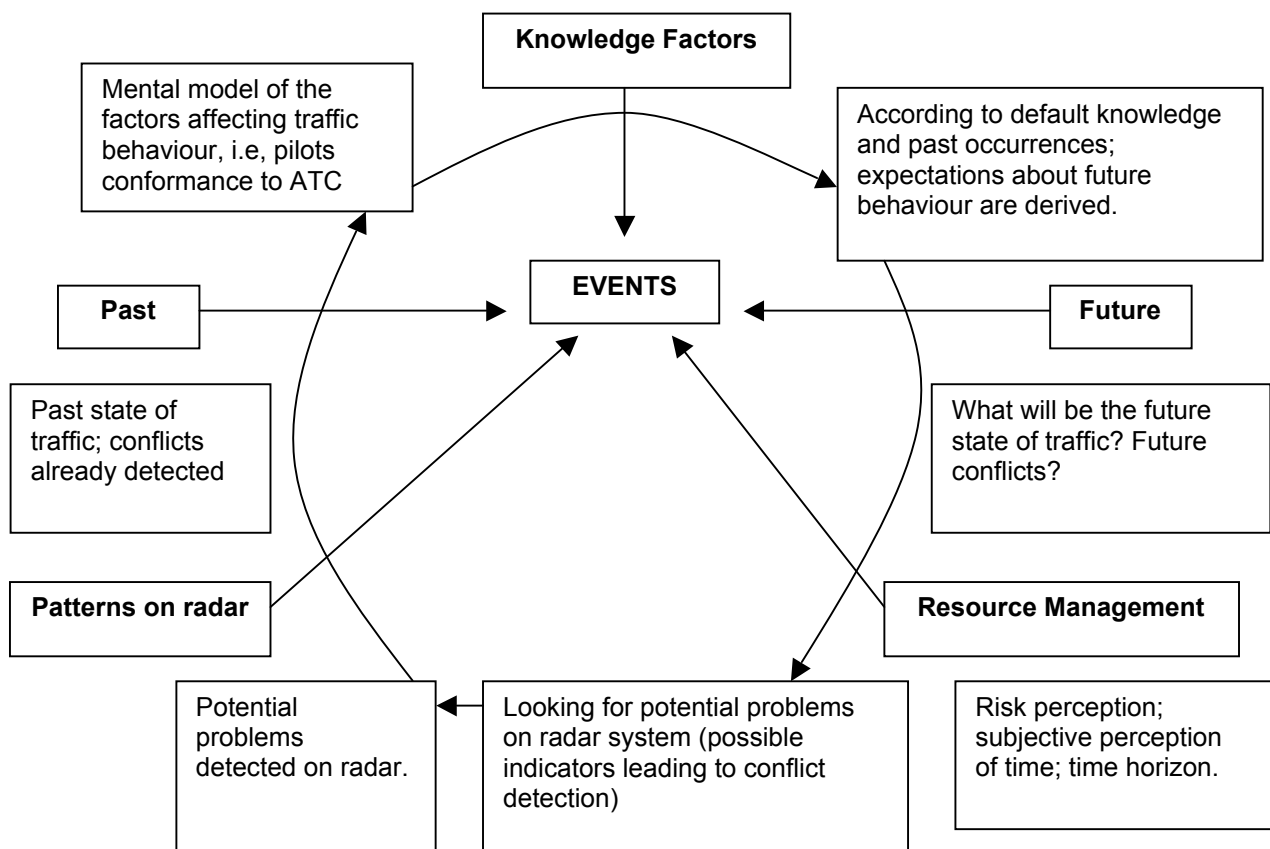 Knowledge Factors
Mental model of the
factors affecting traffic
behaviour, i.e, pilots
conformance to ATC
According to default knowledge
and past occurrences;
expectations about future
behaviour are derived.
EVENTS
Past
Future
Past state of
traffic; conflicts
already detected
What will be the future
state of traffic? Future
conflicts?
Patterns on radar
Resource Management
Potential
problems
detected on radar.
Looking for potential problems
on radar system (possible
indicators leading to conflict
detection)
Risk perception;
subjective perception
of time; time horizon.